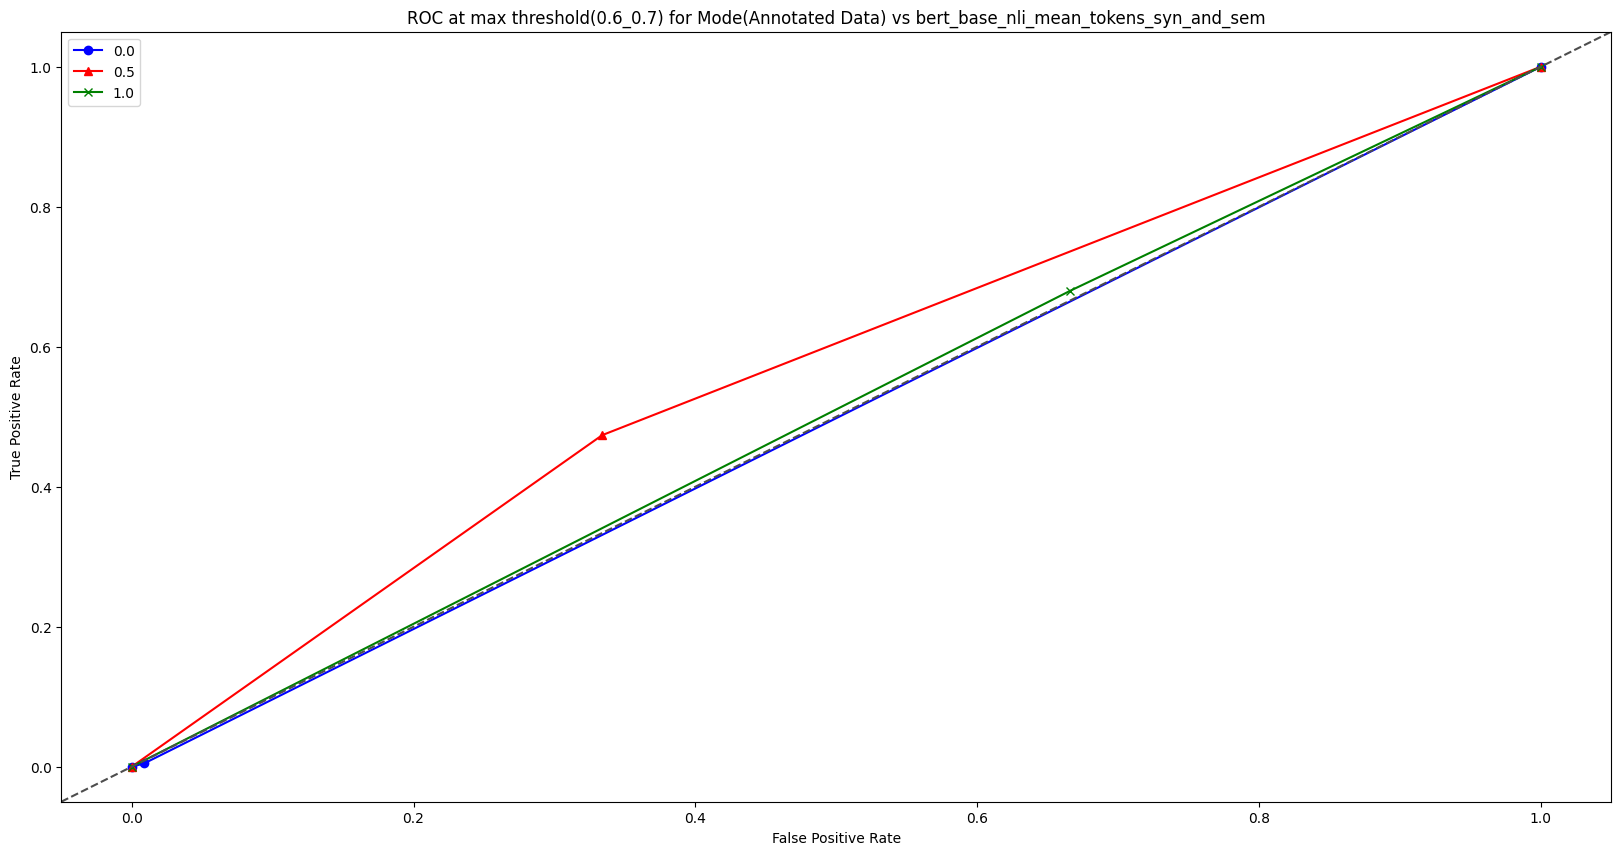 ROC at max threshold(0.6_0.7) for Mode(Annotated Data) vs bert_base_nli_mean_tokens_syn_and_sem
0.0
0.5
1.0
1.0
0.8
0.6
0.4
0.2
0.0
True Positive Rate
0.0 0.2 0.4 0.6 0.8 1.0
False Positive Rate